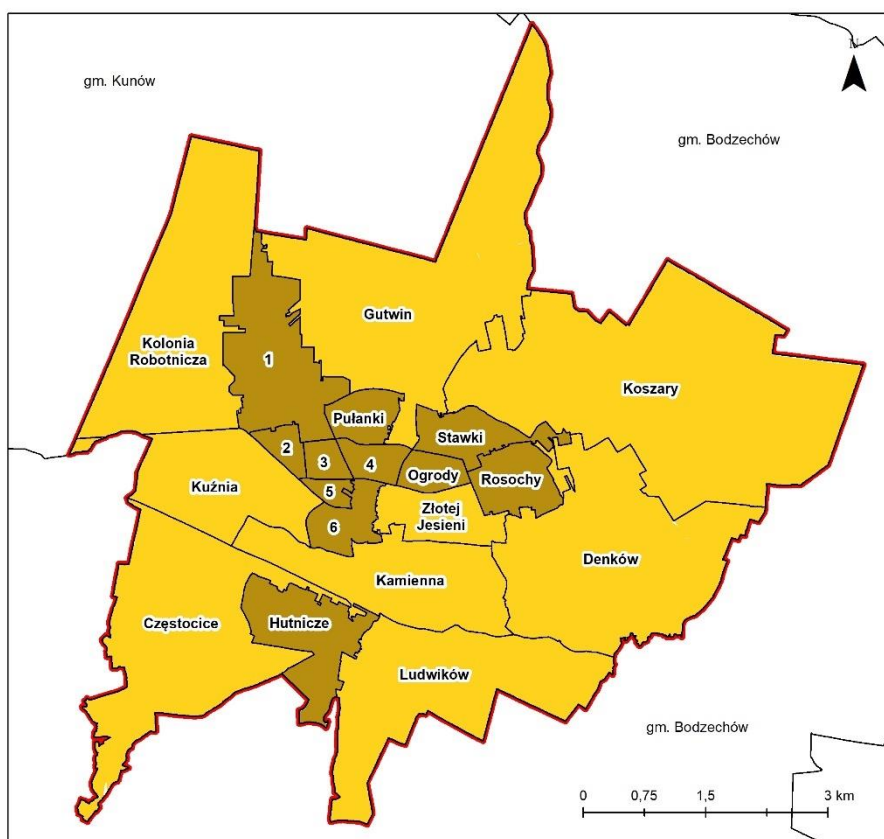 gm. Kunów
N
gm. Bodzechów
Gutwin
Kolonia
Robotnicza
1
Koszary
Pułanki
Stawki
2
3
4
Ogrody
Rosochy
Kuźnia
5
Złotej
Jesieni
6
Denków
Kamienna
Częstocice
Hutnicze
Ludwików
gm. Bodzechów
0 0,75 1,5 3 km